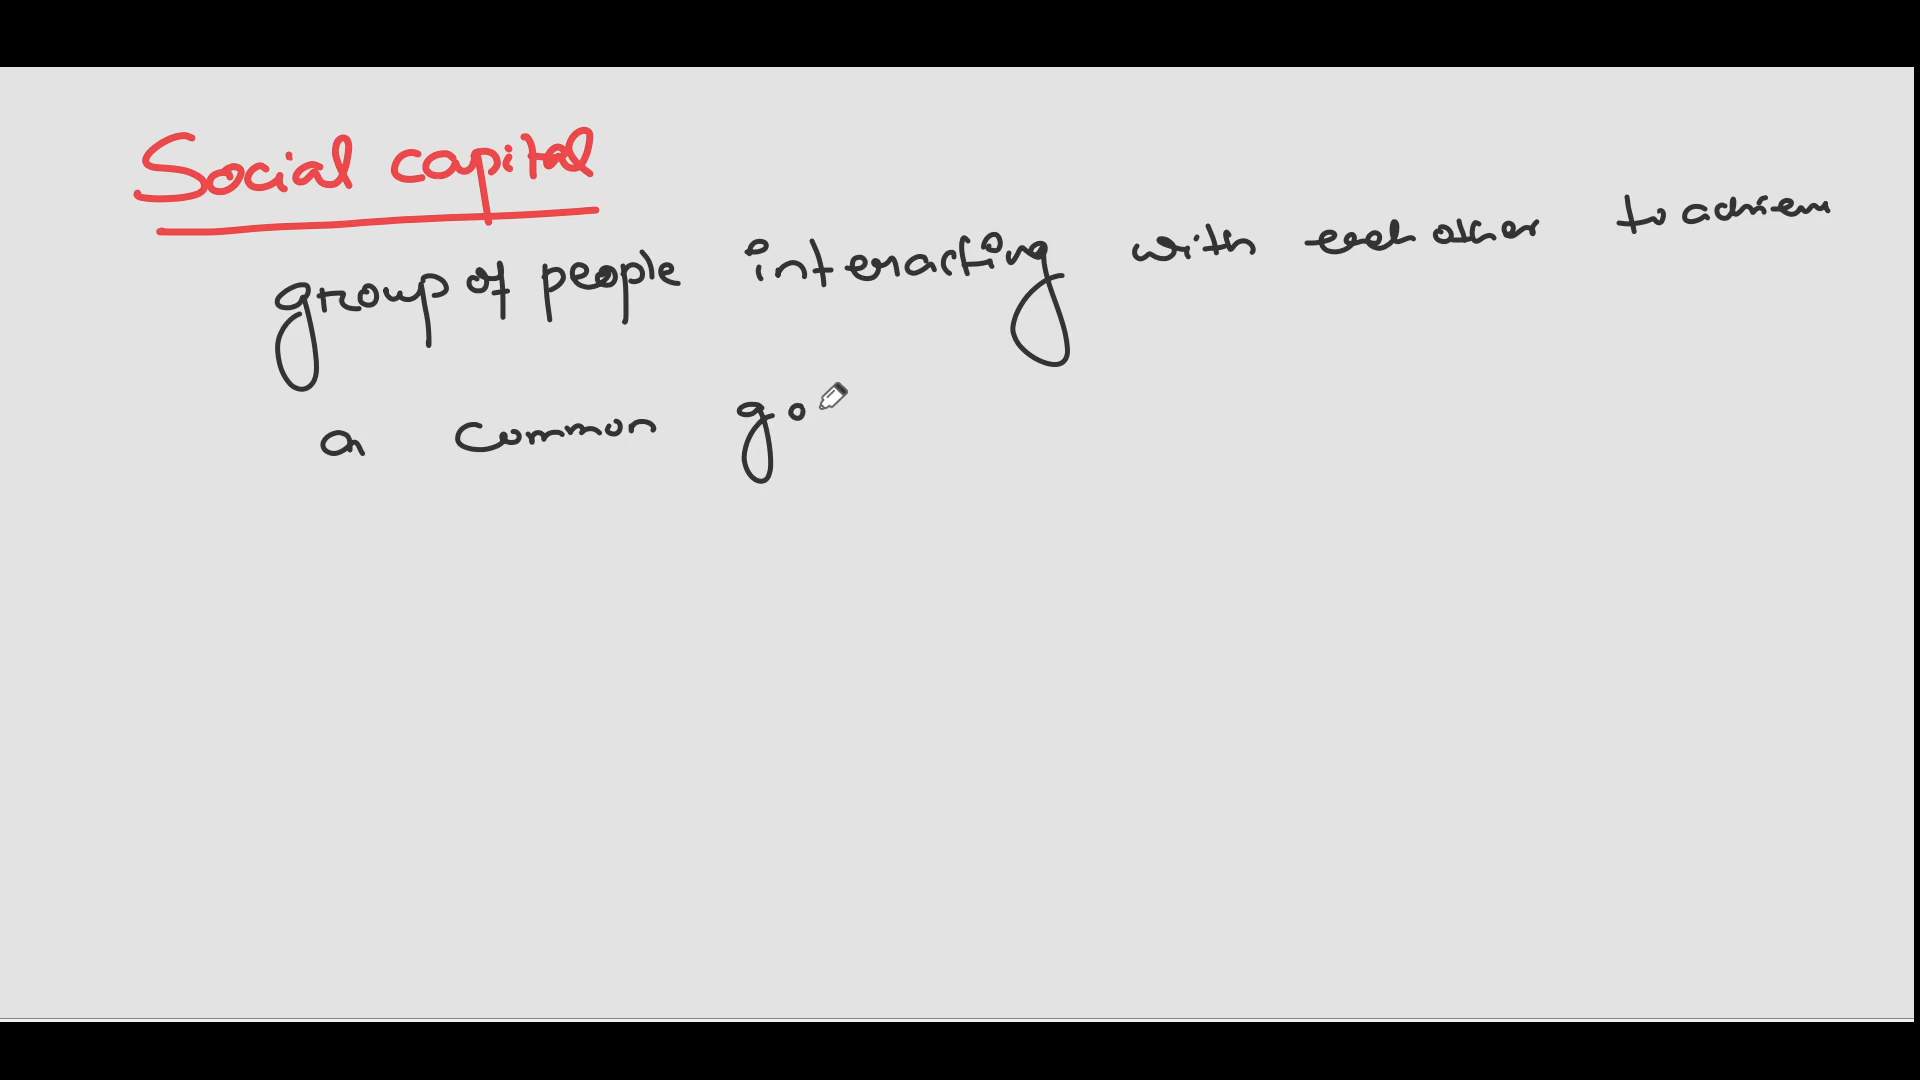 Social capital
group of people interacting with each other to achieve
a common go